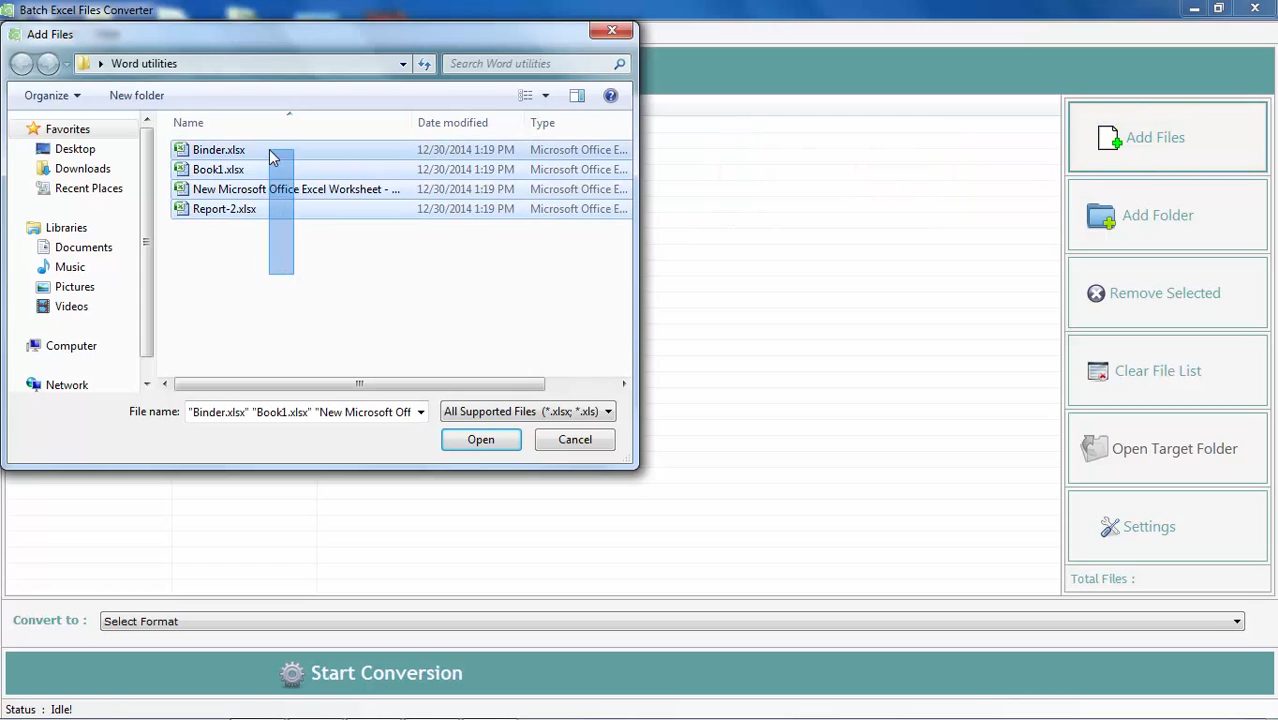 Batch Excel Files Converter
Add Files
Word utilities
Search Word utilities
Organize
New folder
Name
Date modified
Type
Favorites
Desktop
Downloads
Recent Places
Libraries
Documents
Music
Pictures
Videos
Computer
Network
Binder.xlsx 12/30/2014 1:19 PM Microsoft Office E...
Book1.xlsx 12/30/2014 1:19 PM Microsoft Office E...
New Microsoft Office Excel Worksheet - ... 12/30/2014 1:19 PM Microsoft Office E...
Report-2.xlsx 12/30/2014 1:19 PM Microsoft Office E...
File name: "Binder.xlsx" "Book1.xlsx" "New Microsoft Off
All Supported Files (*.xlsx; *.xls)
Open
Cancel
Add Files
Add Folder
Remove Selected
Clear File List
Open Target Folder
Settings
Total Files :
Convert to : Select Format
Start Conversion
Status : Idle!